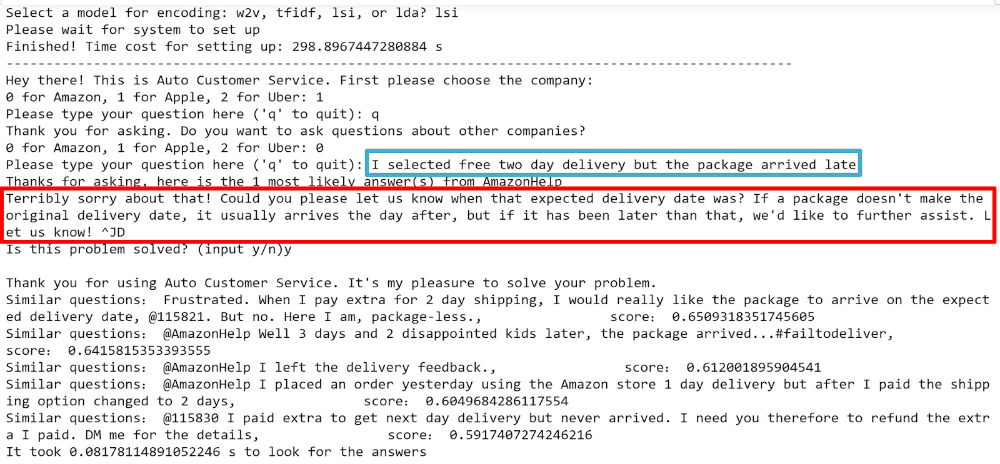 Select a model for encoding: w2v, tfidf, lsi, or lda? lsi
Please wait for system to set up
Finished! Time cost for setting up: 298.8967447280884 s
---------------------------------------------------------------------------------------------------
Hey there! This is Auto Customer Service. First please choose the company:
0 for Amazon, 1 for Apple, 2 for Uber: 1
Please type your question here ('q' to quit): q
Thank you for asking. Do you want to ask questions about other companies?
0 for Amazon, 1 for Apple, 2 for Uber: 0
Please type your question here ('q' to quit): I selected free two day delivery but the package arrived late
Thanks for asking, here is the 1 most likely answer(s) from AmazonHelp
Terribly sorry about that! Could you please let us know when that expected delivery date was? If a package doesn't make the
original delivery date, it usually arrives the day after, but if it has been later than that, we'd like to further assist. L
et us know! ^JD
Is this problem solved? (input y/n)y
Thank you for using Auto Customer Service. It's my pleasure to solve your problem.
Similar questions:  Frustrated. When I pay extra for 2 day shipping, I would really like the package to arrive on the expect
ed delivery date, @115821. But no. Here I am, package-less.,                score:  0.6509318351745605
Similar questions:  @AmazonHelp Well 3 days and 2 disappointed kids later, the package arrived...#failtodeliver,
score:  0.6415815353393555
Similar questions:  @AmazonHelp I left the delivery feedback.,                score:  0.612001895904541
Similar questions:  @AmazonHelp I placed an order yesterday using the Amazon store 1 day delivery but after I paid the shipp
ing option changed to 2 days,                score:  0.6049684286117554
Similar questions:  @115830 I paid extra to get next day delivery but never arrived. I need you therefore to refund the extr
a I paid. DM me for the details,                score:  0.5917407274246216
It took 0.08178114891052246 s to look for the answers